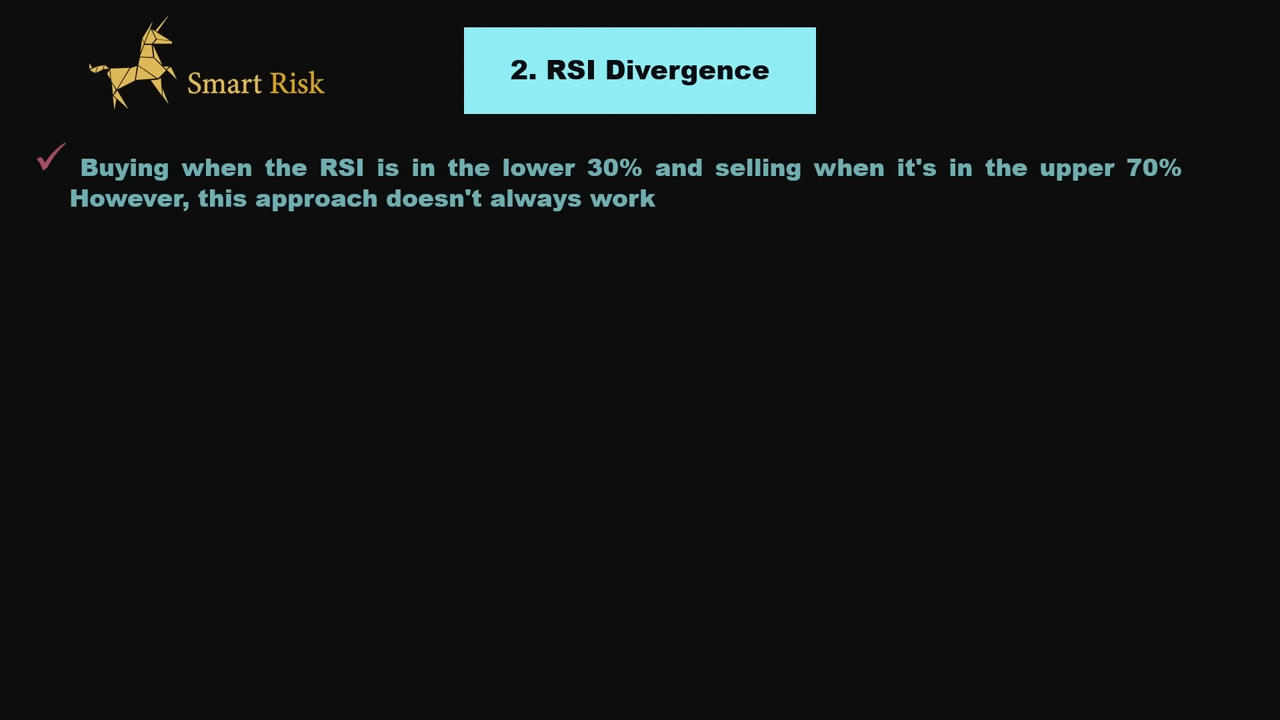 Smart Risk
2. RSI Divergence
Buying when the RSI is in the lower 30% and selling when it's in the upper 70%
However, this approach doesn't always work